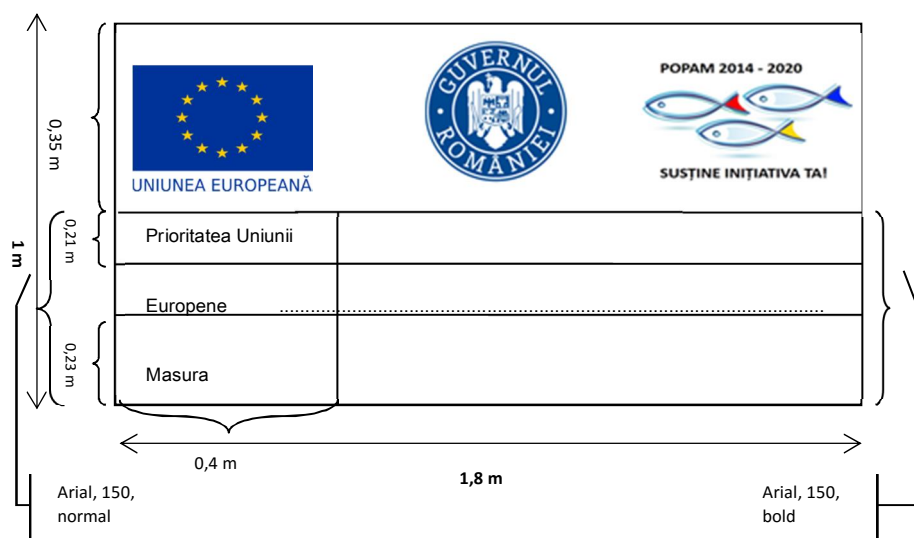 POPAM 2014 - 2020
GUVERNUL ROMÂNIEI
UNIUNEA EUROPEANĂ
SUSȚINE INIȚIATIVA TA!
0,35 m
1 m
0,21 m
Prioritatea Uniunii
Europene ..........................................................................
0,23 m
Masura
0,4 m
1,8 m
Arial, 150,
normal
Arial, 150,
bold